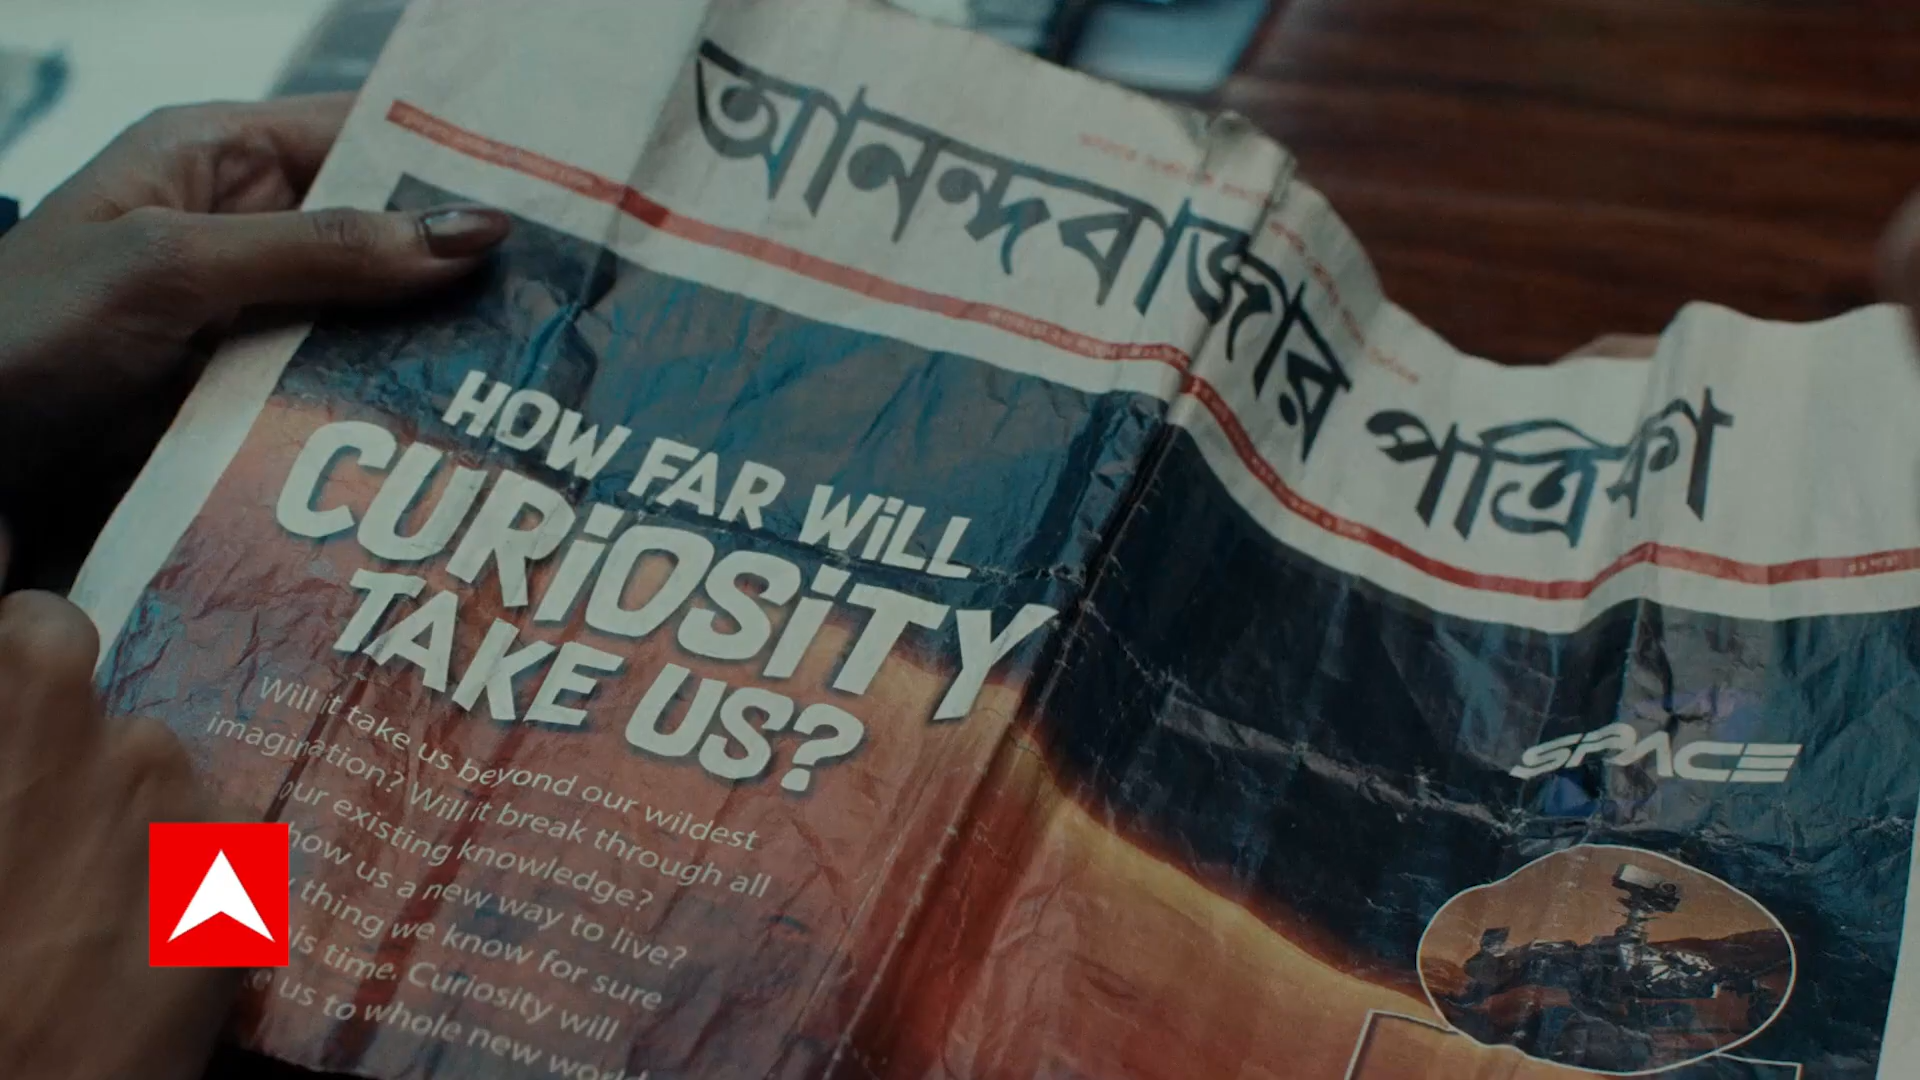 আনন্দবাজার পত্রিকা
HOW FAR WiLL
CURiOSiTY
TAKE US?
Will it take us beyond our wildest
imagination? Will it break through all
our existing knowledge?
how us a new way to live?
thing we know for sure
is time. Curiosity will
us to whole new world
SPACE